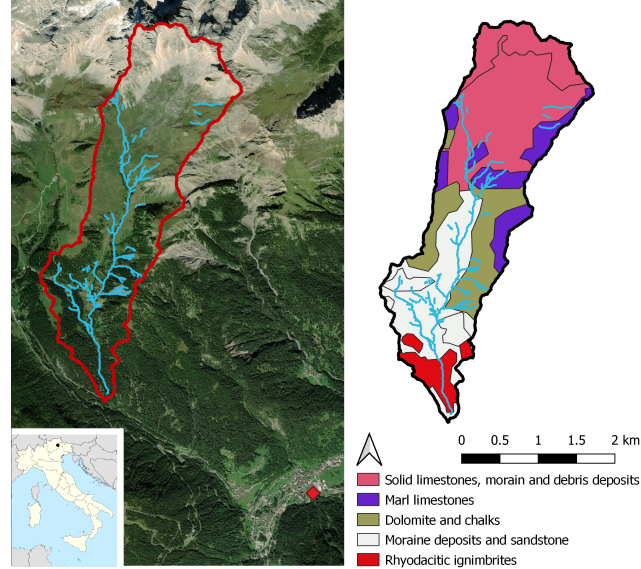 0 0.5 1 1.5 2 km
Solid limestones, morain and debris deposits
Marl limestones
Dolomite and chalks
Moraine deposits and sandstone
Rhyodacitic ignimbrites